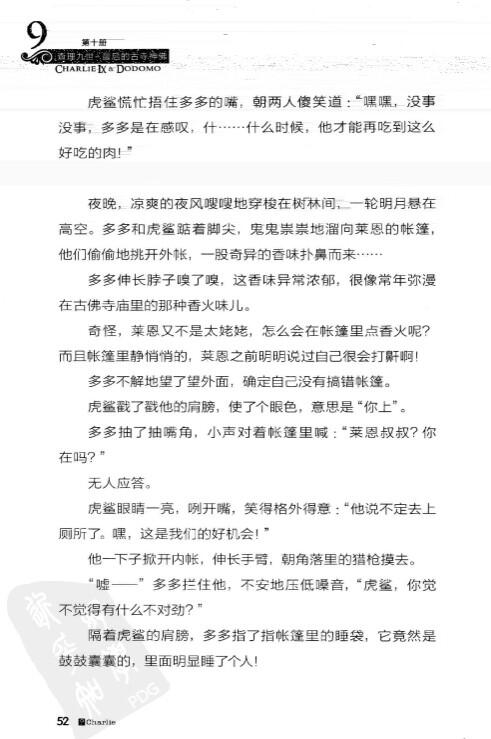 9
第十册
查理九世·最后的古寺神佛
CHARLIE IX & DODOMO
虎鲨慌忙捂住多多的嘴，朝两人傻笑道：“嘿嘿，没事
没事，多多是在感叹，什……什么时候，他才能再吃到这么
好吃的肉！”
夜晚，凉爽的夜风嗖嗖地穿梭在树林间，一轮明月悬在
高空。多多和虎鲨踮着脚尖，鬼鬼祟祟地溜向莱恩的帐篷，
他们偷偷地挑开外帐，一股奇异的香味扑鼻而来……
多多伸长脖子嗅了嗅，这香味异常浓郁，很像常年弥漫
在古佛寺庙里的那种香火味儿。
奇怪，莱恩又不是太姥姥，怎么会在帐篷里点香火呢？
而且帐篷里静悄悄的，莱恩之前明明说过自己很会打鼾啊！
多多不解地望了望外面，确定自己没有搞错帐篷。
虎鲨戳了戳他的肩膀，使了个眼色，意思是“你上”。
多多抽了抽嘴角，小声对着帐篷里喊：“莱恩叔叔？你
在吗？”
无人应答。
虎鲨眼睛一亮，咧开嘴，笑得格外得意：“他说不定去上
厕所了。嘿，这是我们的好机会！”
他一下子掀开内帐，伸长手臂，朝角落里的猎枪摸去。
“嘘——”多多拦住他，不安地压低嗓音，“虎鲨，你觉
不觉得有什么不对劲？”
隔着虎鲨的肩膀，多多指了指帐篷里的睡袋，它竟然是
鼓鼓囊囊的，里面明显睡了个人！
PDG
52 Charlie